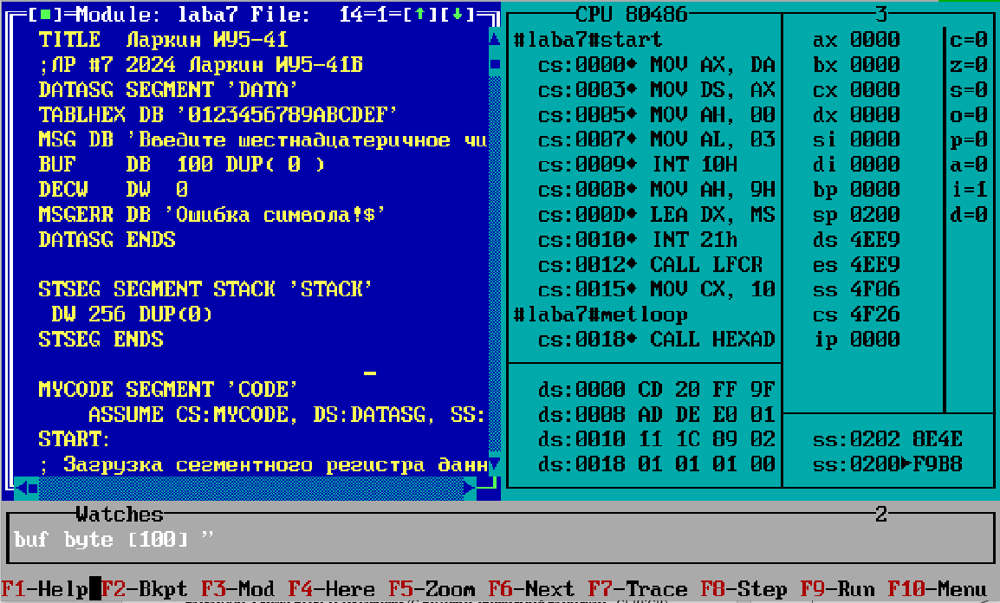 [■]=Module: laba7 File: 14=1=[↑][↓]
TITLE Ларкин ИУ5-41
;ЛР #7 2024 Ларкин ИУ5-41В
DATASG SEGMENT 'DATA'
TABLHEX DB '0123456789ABCDEF'
MSG DB 'Введите шестнадцатеричное чи
BUF DB 100 DUP( 0 )
DECW DW 0
MSGERR DB 'Ошибка символа!$'
DATASG ENDS
STSEG SEGMENT STACK 'STACK'
DW 256 DUP(0)
STSEG ENDS
MYCODE SEGMENT 'CODE'
ASSUME CS:MYCODE, DS:DATASG, SS:
START:
; Загрузка сегментного регистра данн
CPU 80486 3
#laba7#start
cs:0000♦ MOV AX, DA
cs:0003♦ MOV DS, AX
cs:0005♦ MOV AH, 00
cs:0007♦ MOV AL, 03
cs:0009♦ INT 10H
cs:000B♦ MOV AH, 9H
cs:000D♦ LEA DX, MS
cs:0010♦ INT 21h
cs:0012♦ CALL LFCR
cs:0015♦ MOV CX, 10
#laba7#metloop
cs:0018♦ CALL HEXAD
ax 0000
bx 0000
cx 0000
dx 0000
si 0000
di 0000
bp 0000
sp 0200
ds 4EE9
es 4EE9
ss 4F06
cs 4F26
ip 0000
c=0
z=0
s=0
o=0
p=0
a=0
i=1
d=0
ds:0000 CD 20 FF 9F
ds:0008 AD DE E0 01
ds:0010 11 1C 89 02
ds:0018 01 01 01 00
ss:0202 8E4E
ss:0200►F9B8
Watches 2
buf byte [100] ''
F1-Help F2-Bkpt F3-Mod F4-Here F5-Zoom F6-Next F7-Trace F8-Step F9-Run F10-Menu